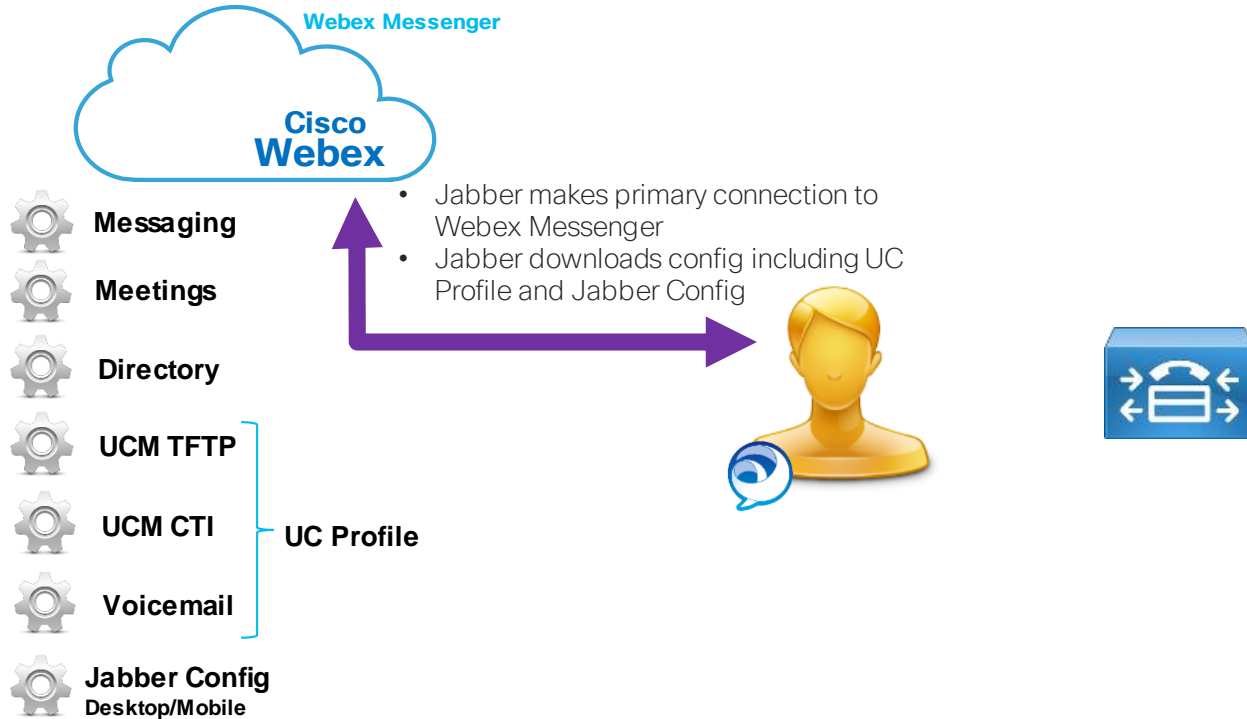 Webex Messenger
Cisco
Webex
• Jabber makes primary connection to
Webex Messenger
• Jabber downloads config including UC
Profile and Jabber Config
Messaging
Meetings
Directory
UCM TFTP
UCM CTI
Voicemail
UC Profile
Jabber Config
Desktop/Mobile